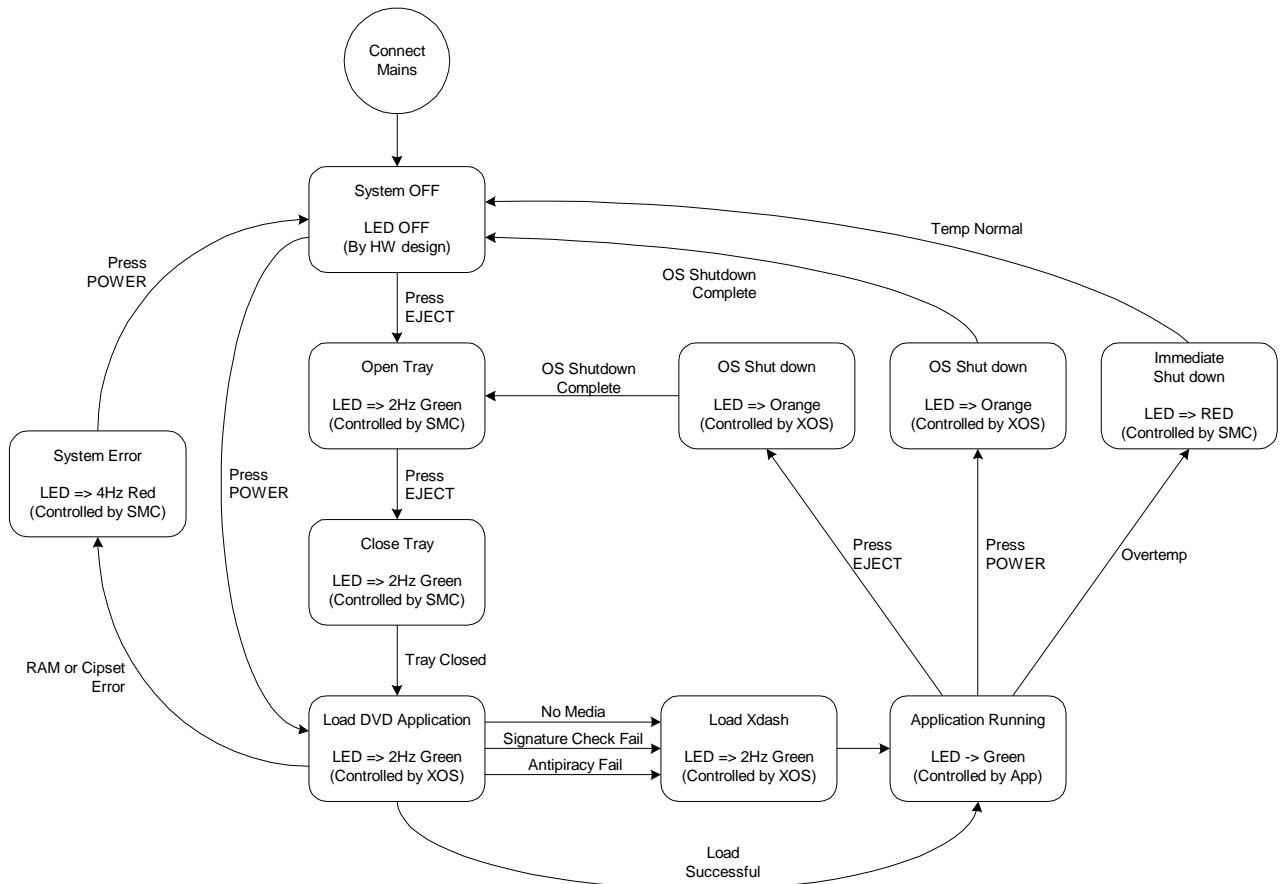 Connect
Mains
System OFF
LED OFF
(By HW design)
Temp Normal
Press
POWER
OS Shutdown
Complete
Press
EJECT
Open Tray
LED => 2Hz Green
(Controlled by SMC)
OS Shutdown
Complete
OS Shut down
LED => Orange
(Controlled by XOS)
OS Shut down
LED => Orange
(Controlled by XOS)
Immediate
Shut down
LED => RED
(Controlled by SMC)
System Error
LED => 4Hz Red
(Controlled by SMC)
Press
POWER
Press
EJECT
Close Tray
LED => 2Hz Green
(Controlled by SMC)
Press
EJECT
Press
POWER
Overtemp
RAM or Cipset
Error
Tray Closed
Load DVD Application
LED => 2Hz Green
(Controlled by XOS)
No Media
Signature Check Fail
Antipiracy Fail
Load Xdash
LED => 2Hz Green
(Controlled by XOS)
Application Running
LED -> Green
(Controlled by App)
Load
Successful